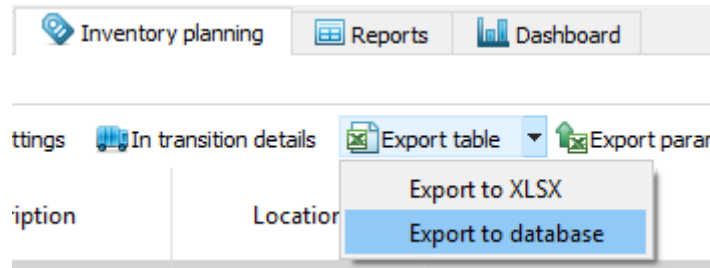 Inventory planning Reports Dashboard
ttings In transition details Export table Export parar
ription Location Export to XLSX
Export to database